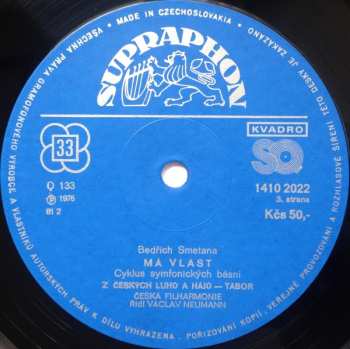 • MADE IN CZECHOSLOVAKIA •
VŠECHNA PRÁVA GRAMOFONOVÉHO VÝROBCE A VLASTNÍKŮ AUTORSKÝCH PRÁV K DÍLU VYHRAZENA. POŘIZOVÁNÍ KOPIÍ, VEŘEJNÉ PROVOZOVÁNÍ A ROZHLASOVÉ ŠÍŘENÍ TÉTO DESKY JE ZAKÁZÁNO
SUPRAPHON
33
KVADRO
SQ
Q 133
Ⓟ 1976
1410 2022
3. strana
Kčs 50,-
Bedřich Smetana
MÁ VLAST
Cyklus symfonických básní
Z ČESKÝCH LUHŮ A HÁJŮ — TÁBOR
ČESKÁ FILHARMONIE
Řídí VÁCLAV NEUMANN